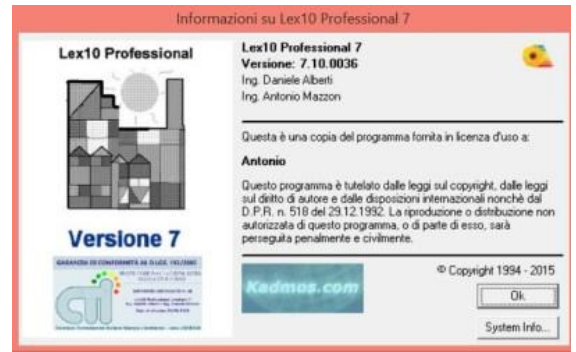 Informazioni su Lex10 Professional 7
Lex10 Professional
Versione 7
GARANZIA DI CONFORMITÀ
Lex10 Professional 7
Versione: 7.10.0036
Ing. Daniele Alberti
Ing. Antonio Mazzon
Questa è una copia del programma fornita in licenza d'uso a:
Antonio
Questo programma è tutelato dalle leggi sul copyright, dalle leggi
sul diritto di autore e dalle disposizioni internazionali nonchè dal
D.P.R. n. 518 del 29.12.1992. La riproduzione o distribuzione non
autorizzata di questo programma, o di parte di esso, sarà
perseguita penalmente e civilmente.
Kadmos.com
© Copyright 1994 - 2015
Ok
System Info...